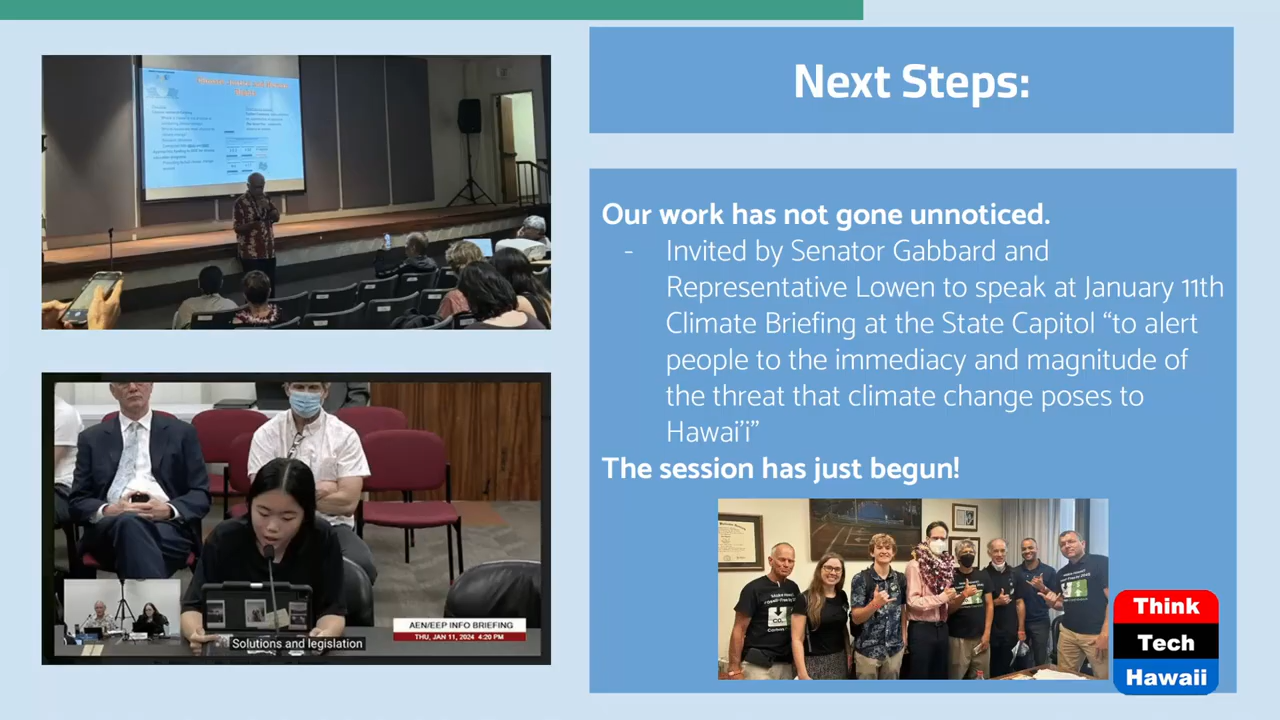 Next Steps:
Our work has not gone unnoticed.
- Invited by Senator Gabbard and
Representative Lowen to speak at January 11th
Climate Briefing at the State Capitol “to alert
people to the immediacy and magnitude of
the threat that climate change poses to
Hawai'i”
The session has just begun!
AEN/EEP INFO BRIEFING
THU, JAN 11, 2024 4:20 PM
Solutions and legislation
Think
Tech
Hawaii